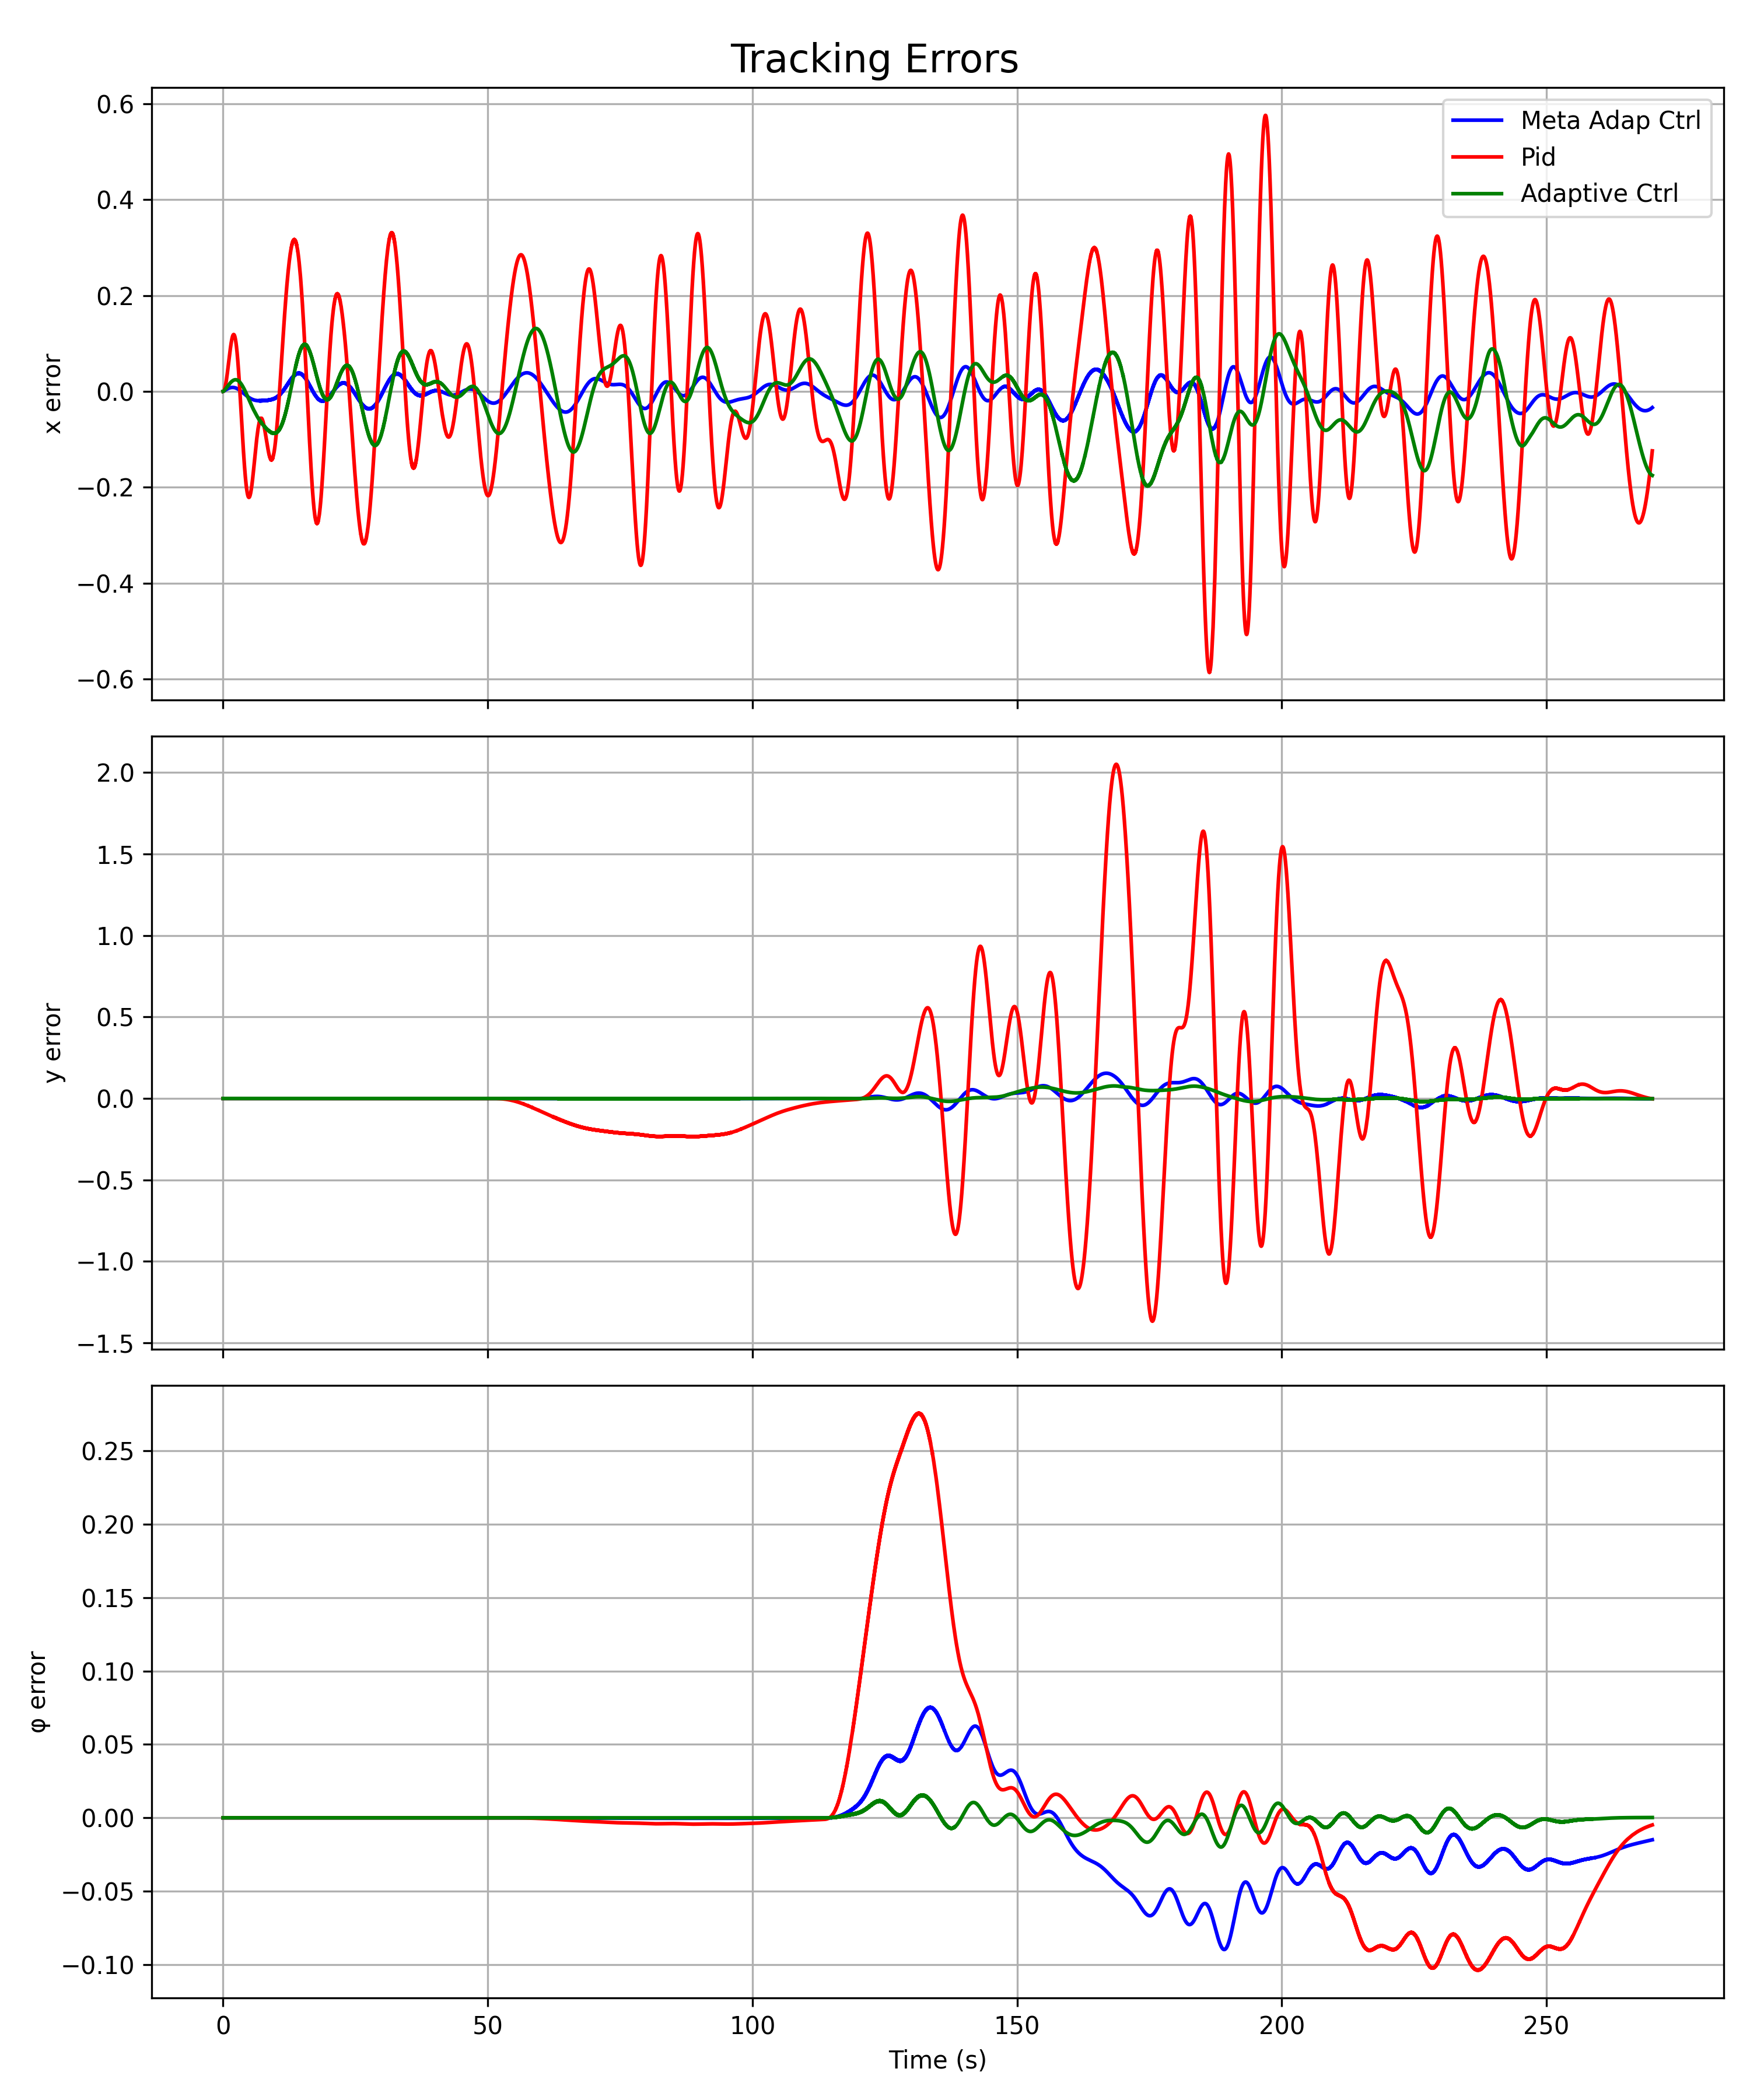 Tracking Errors
0.6
0.4
0.2
0.0
−0.2
−0.4
−0.6
x error
Meta Adap Ctrl
Pid
Adaptive Ctrl
2.0
1.5
1.0
0.5
0.0
−0.5
−1.0
−1.5
y error
0.25
0.20
0.15
0.10
0.05
0.00
−0.05
−0.10
φ error
0 50 100 150 200 250
Time (s)